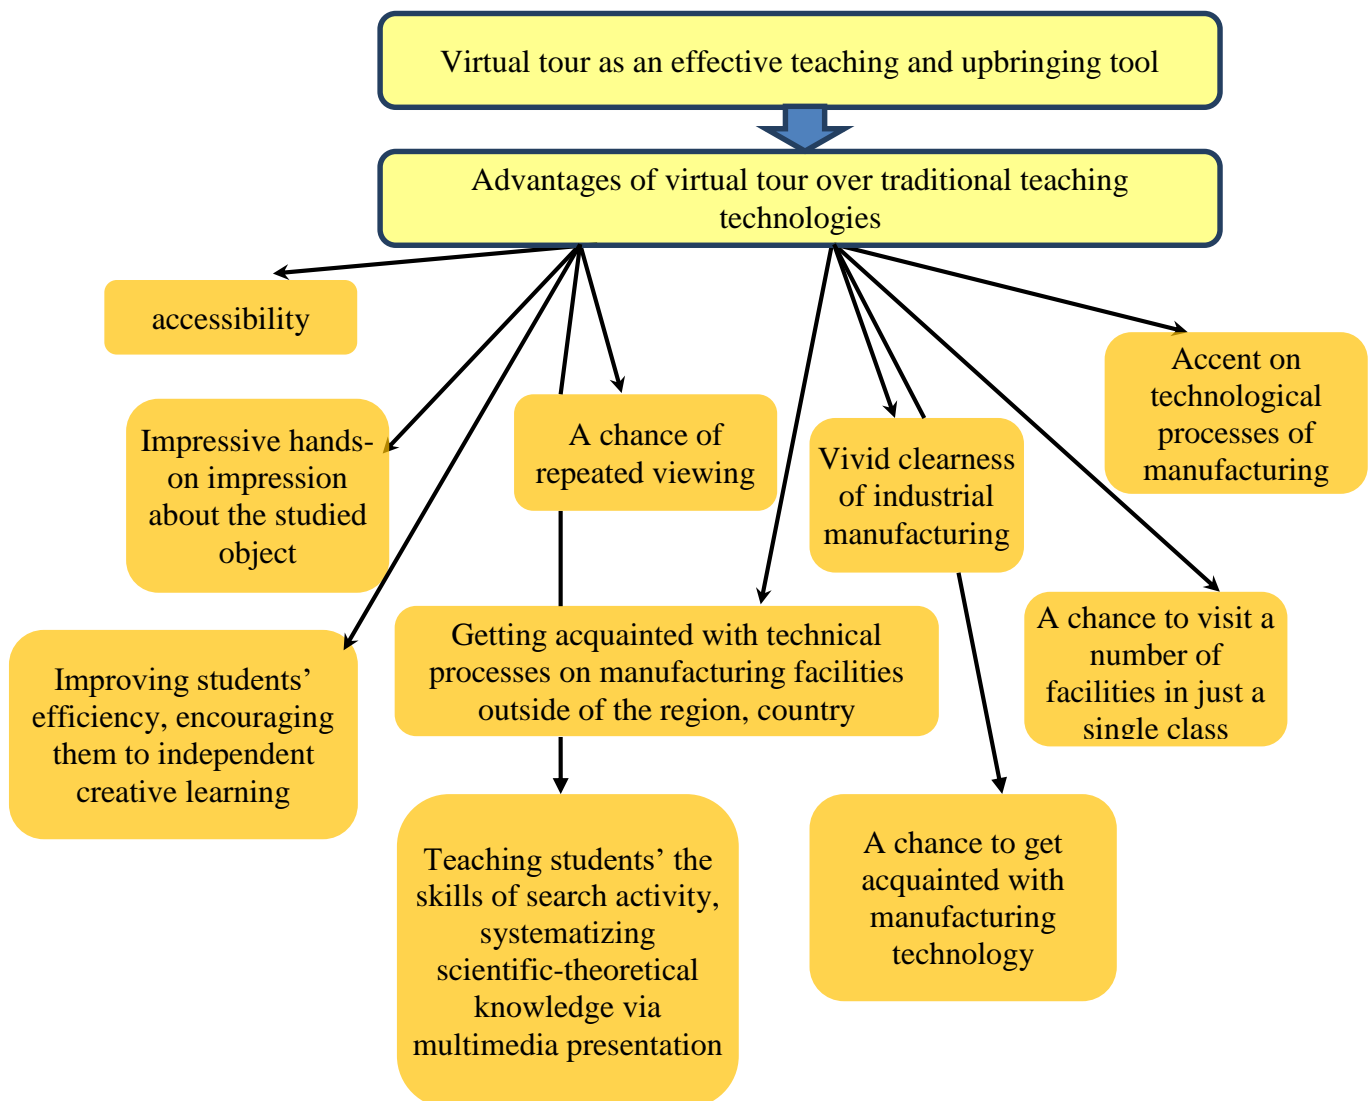 Virtual tour as an effective teaching and upbringing tool
Advantages of virtual tour over traditional teaching
technologies
accessibility
Impressive hands-
on impression
about the studied
object
A chance of
repeated viewing
Vivid clearness
of industrial
manufacturing
Accent on
technological
processes of
manufacturing
Improving students’
efficiency, encouraging
them to independent
creative learning
Getting acquainted with technical
processes on manufacturing facilities
outside of the region, country
A chance to visit a
number of
facilities in just a
single class
Teaching students’ the
skills of search activity,
systematizing
scientific-theoretical
knowledge via
multimedia presentation
A chance to get
acquainted with
manufacturing
technology